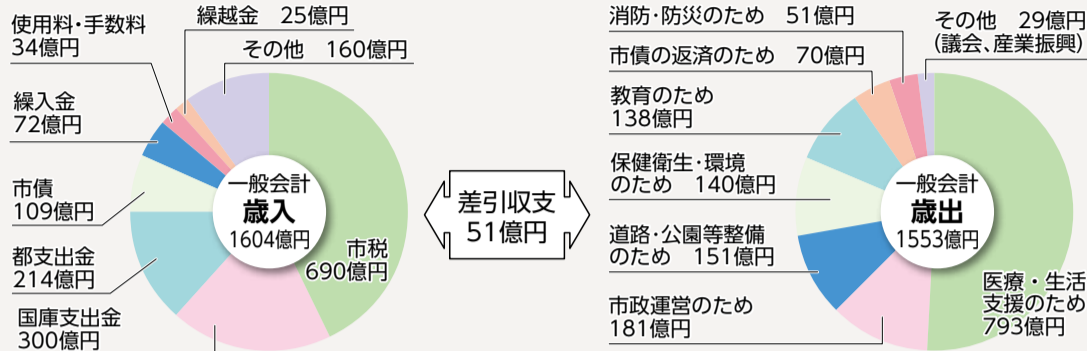 使用料・手数料
34億円
繰越金　25億円
その他　160億円
繰入金
72億円
市債
109億円
都支出金
214億円
国庫支出金
300億円
市税
690億円
一般会計
歳入
1604億円
差引収支
51億円
消防・防災のため　51億円
その他　29億円
(議会、産業振興)
市債の返済のため　70億円
教育のため
138億円
保健衛生・環境
のため　140億円
道路・公園等整備
のため　151億円
市政運営のため
181億円
医療・生活
支援のため
793億円
一般会計
歳出
1553億円